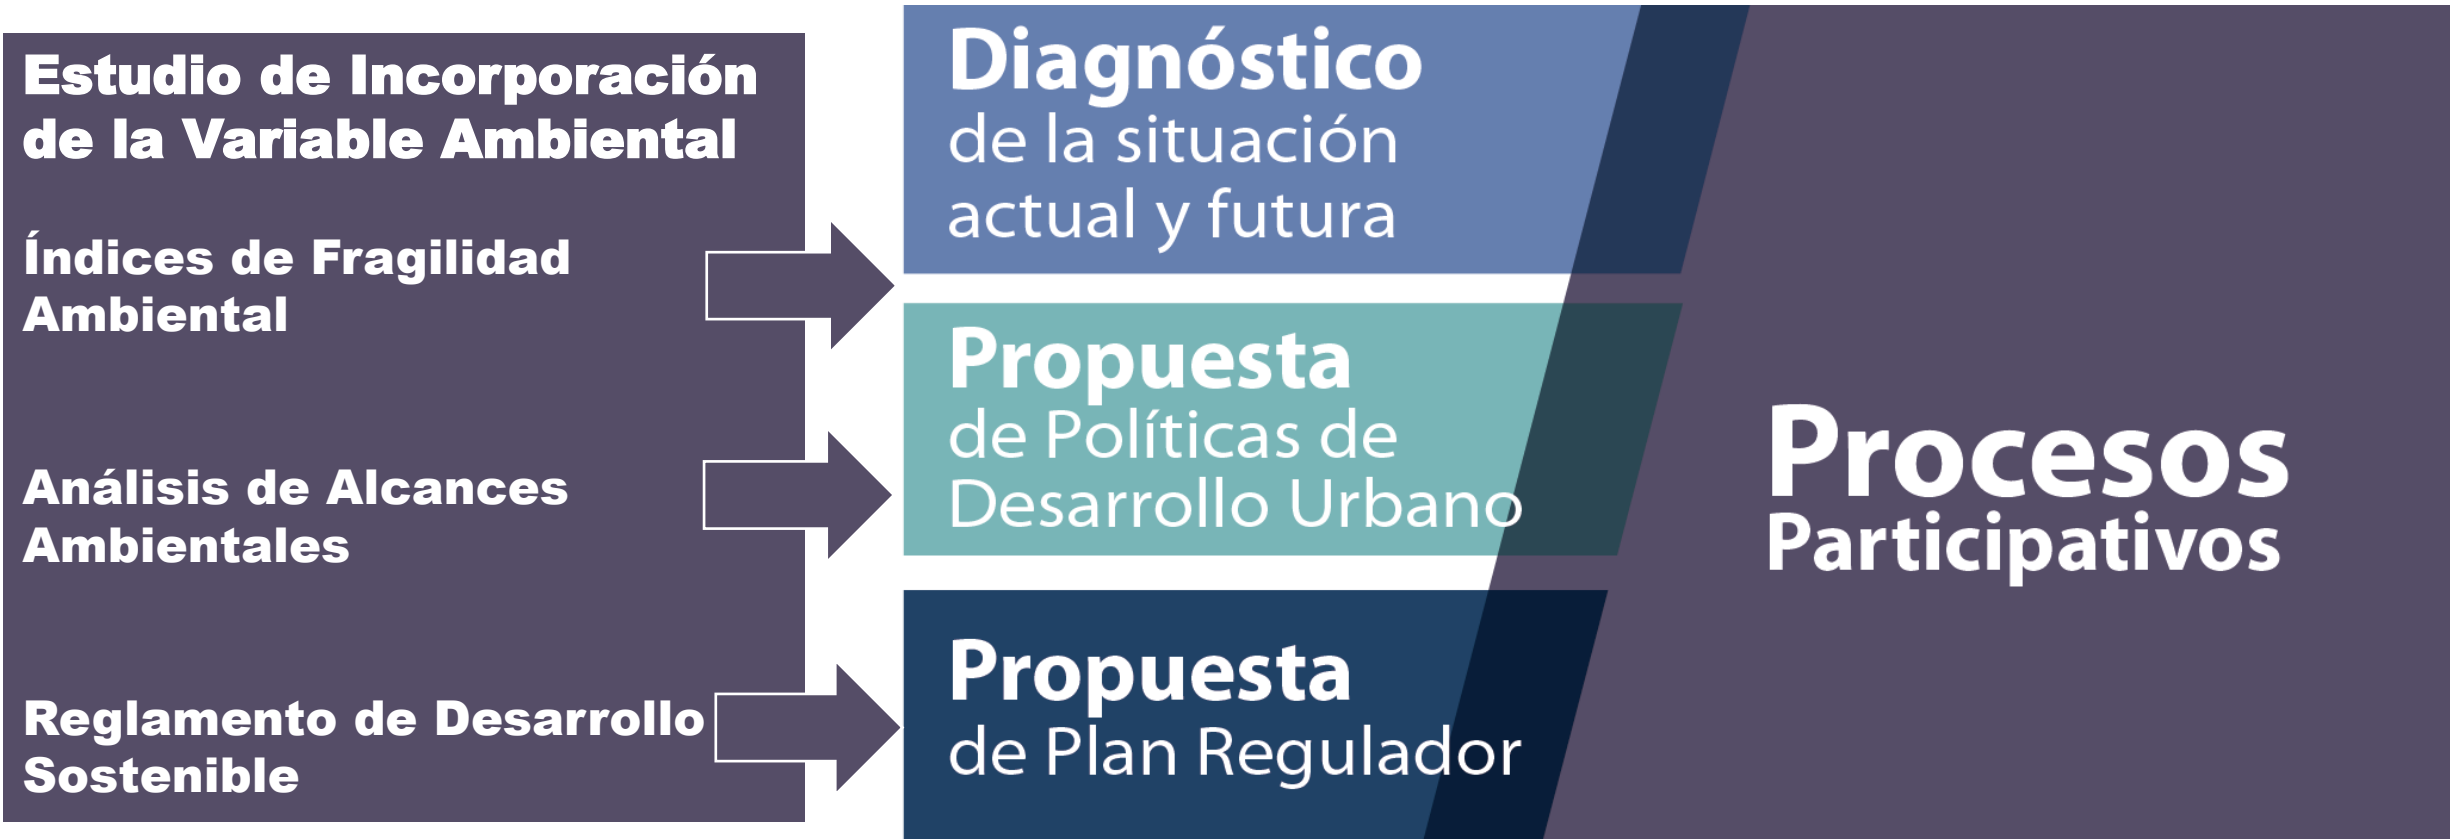 Estudio de Incorporación
de la Variable Ambiental
Índices de Fragilidad
Ambiental
Análisis de Alcances
Ambientales
Reglamento de Desarrollo
Sostenible
Diagnóstico
de la situación
actual y futura
Propuesta
de Políticas de
Desarrollo Urbano
Propuesta
de Plan Regulador
Procesos
Participativos